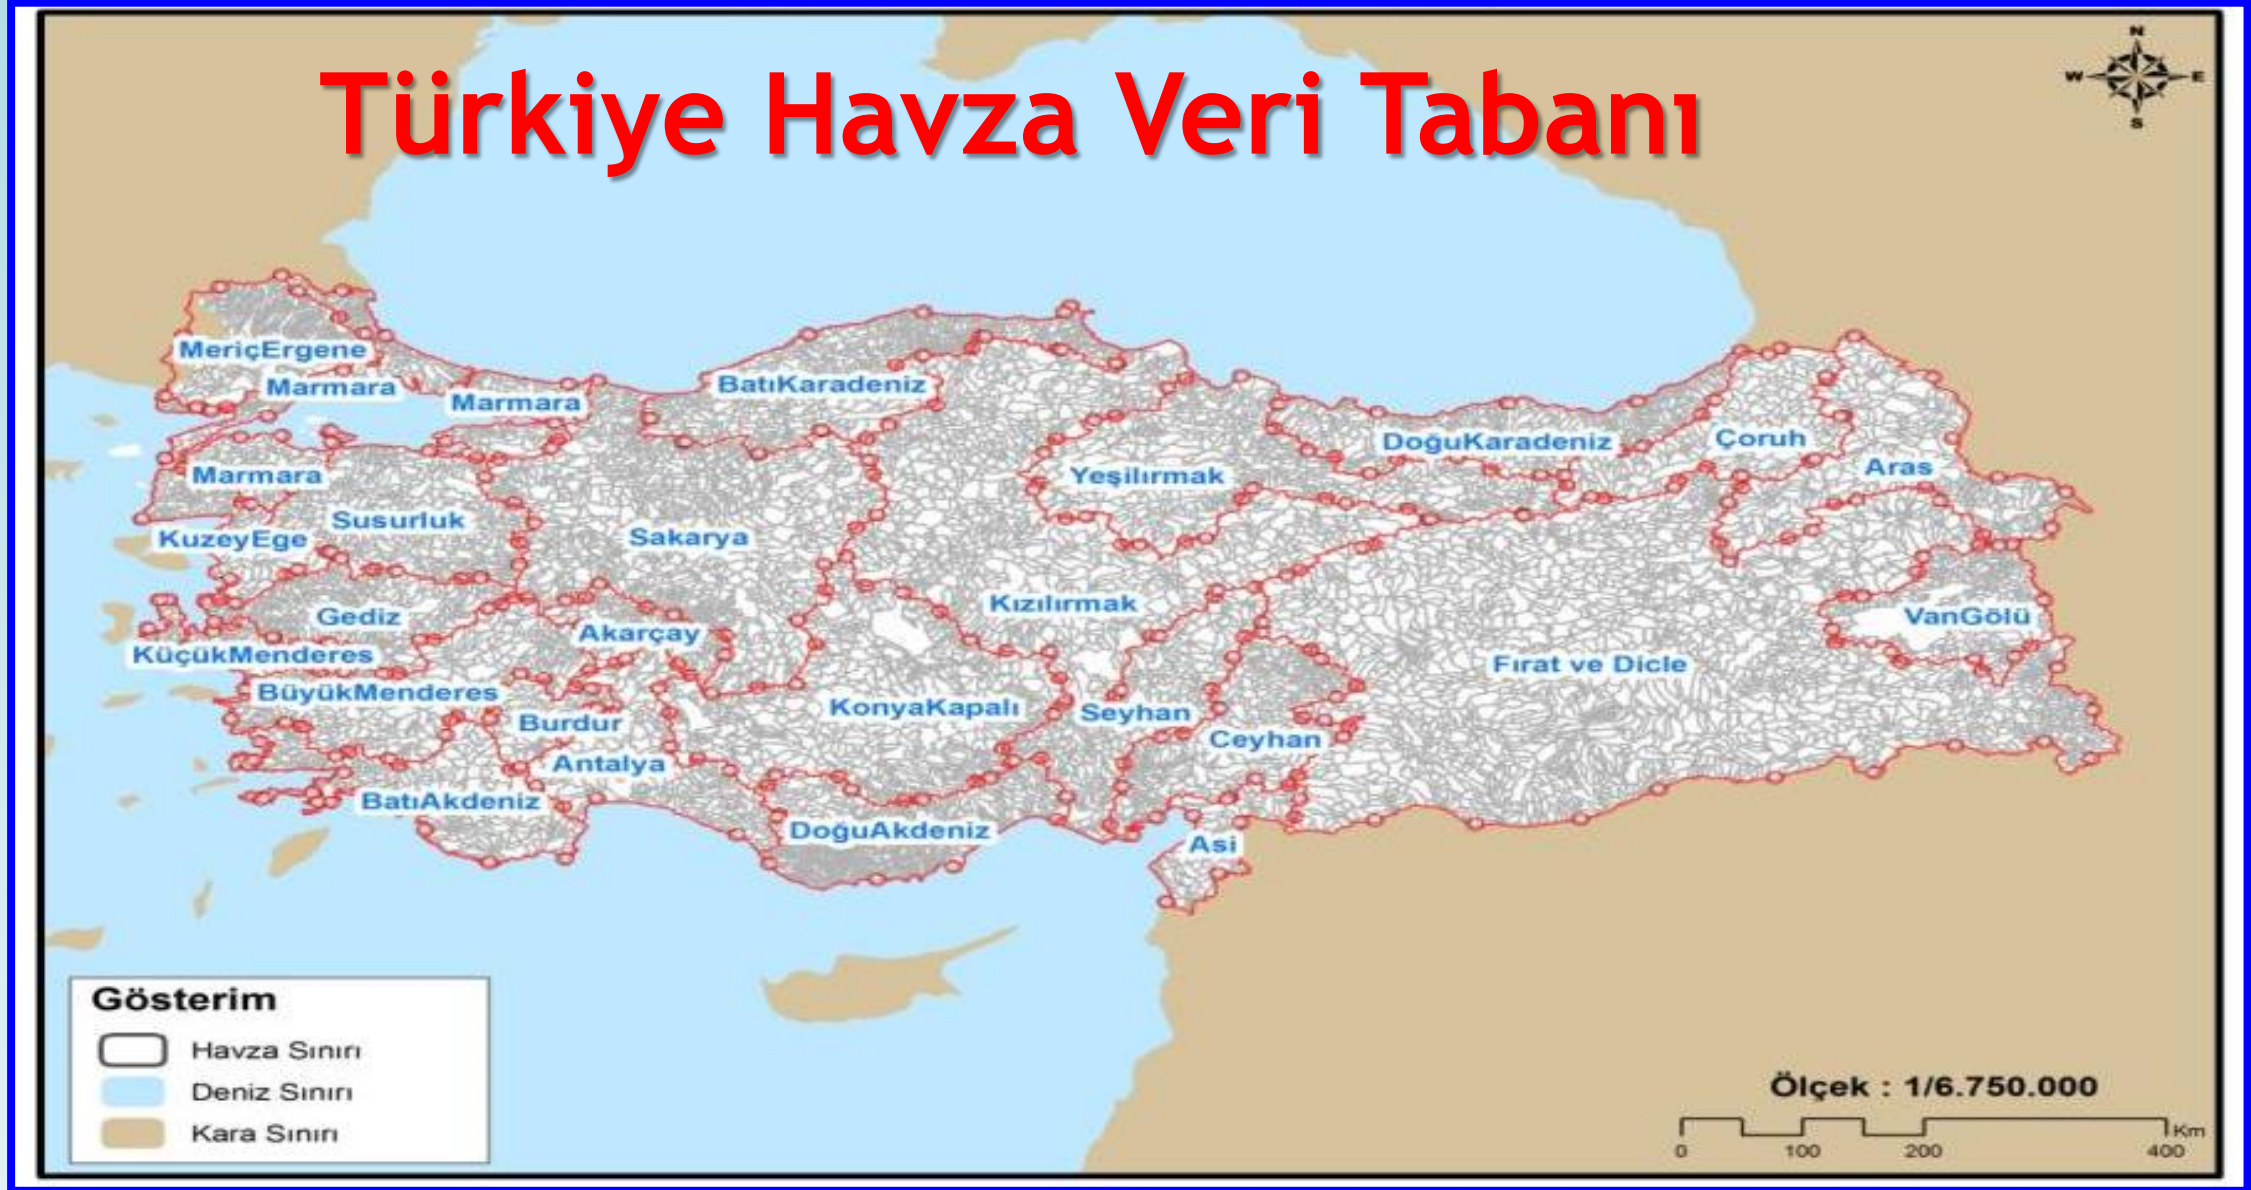 Türkiye Havza Veri Tabanı
N
W
E
S
MeriçErgene
Marmara
Marmara
BatıKaradeniz
DoğuKaradeniz
Çoruh
Aras
Marmara
Yeşilırmak
Susurluk
KuzeyEge
Sakarya
Kızılırmak
Gediz
Akarçay
VanGölü
KüçükMenderes
Fırat ve Dicle
BüyükMenderes
KonyaKapalı
Seyhan
Burdur
Ceyhan
Antalya
BatıAkdeniz
DoğuAkdeniz
Asi
Gösterim
Havza Sınırı
Deniz Sınırı
Kara Sınırı
Ölçek : 1/6.750.000
Km
0 100 200 400